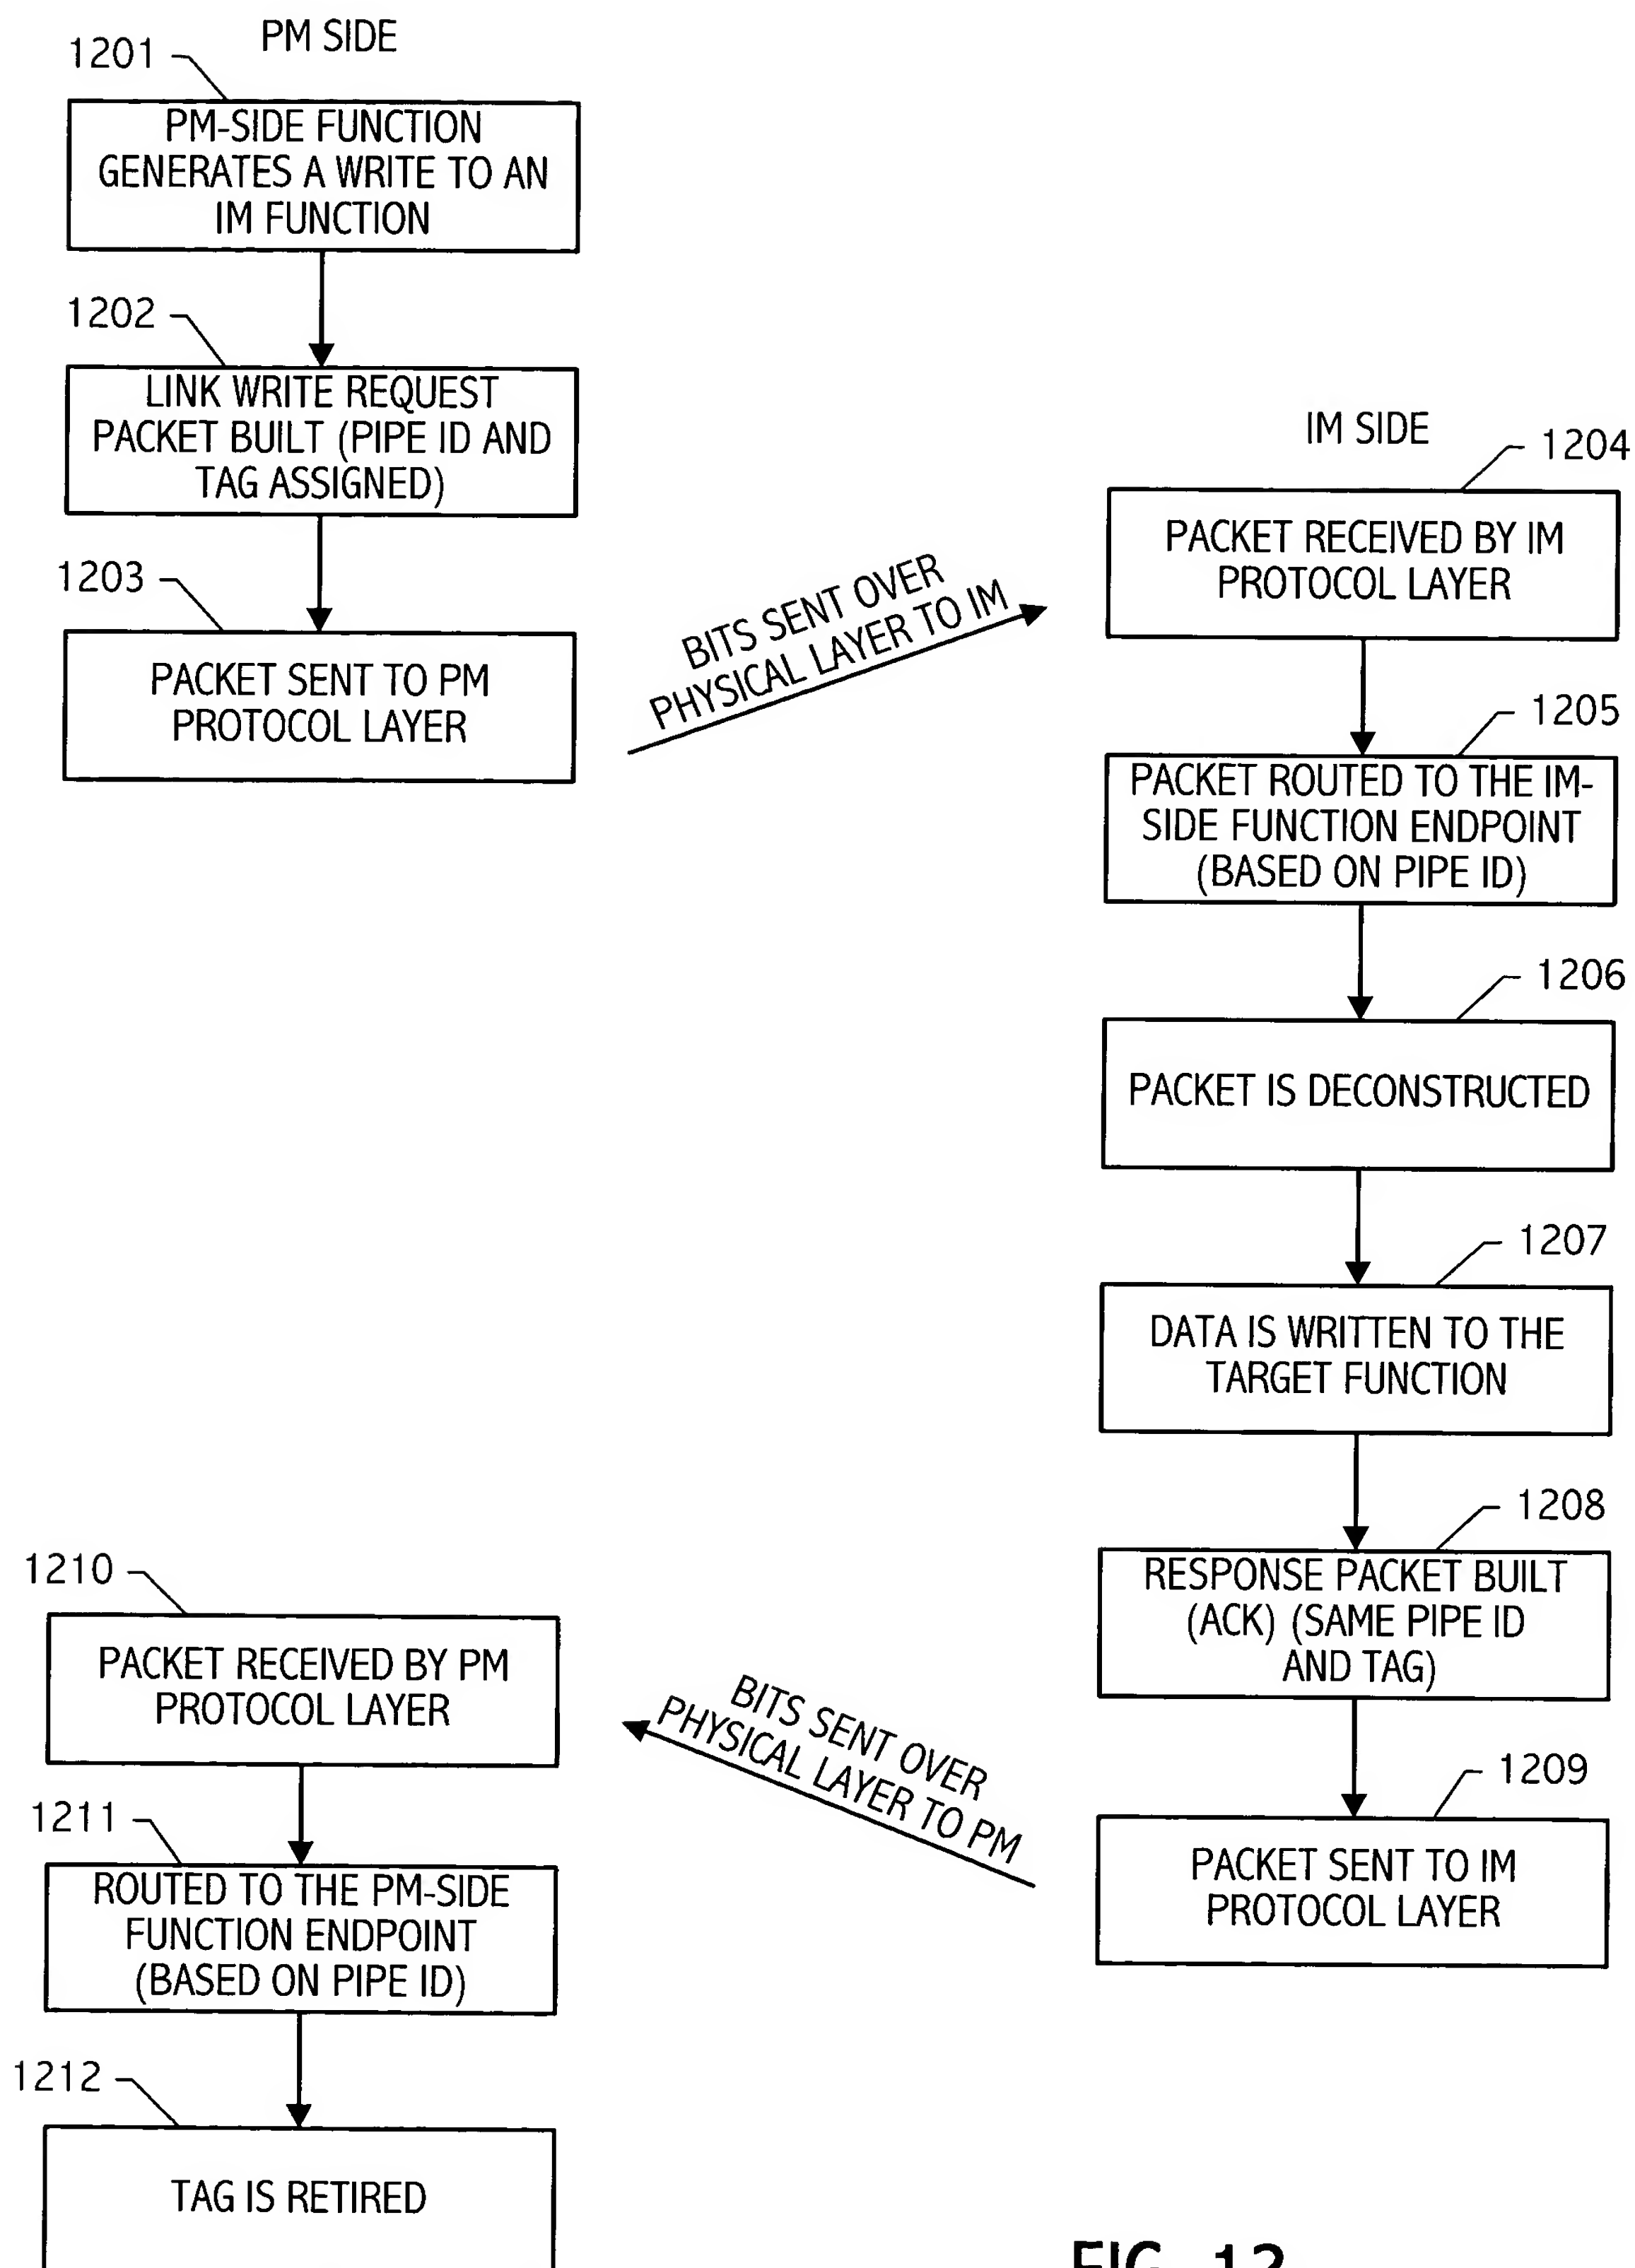 PM SIDE
1201
PM-SIDE FUNCTION
GENERATES A WRITE TO AN
IM FUNCTION
1202
LINK WRITE REQUEST
PACKET BUILT (PIPE ID AND
TAG ASSIGNED)
1203
PACKET SENT TO PM
PROTOCOL LAYER
BITS SENT OVER
PHYSICAL LAYER TO IM
IM SIDE
1204
PACKET RECEIVED BY IM
PROTOCOL LAYER
1205
PACKET ROUTED TO THE IM-
SIDE FUNCTION ENDPOINT
(BASED ON PIPE ID)
1206
PACKET IS DECONSTRUCTED
1207
DATA IS WRITTEN TO THE
TARGET FUNCTION
1208
RESPONSE PACKET BUILT
(ACK) (SAME PIPE ID
AND TAG)
1209
PACKET SENT TO IM
PROTOCOL LAYER
BITS SENT OVER
PHYSICAL LAYER TO PM
1210
PACKET RECEIVED BY PM
PROTOCOL LAYER
1211
ROUTED TO THE PM-SIDE
FUNCTION ENDPOINT
(BASED ON PIPE ID)
1212
TAG IS RETIRED
FIG. 12